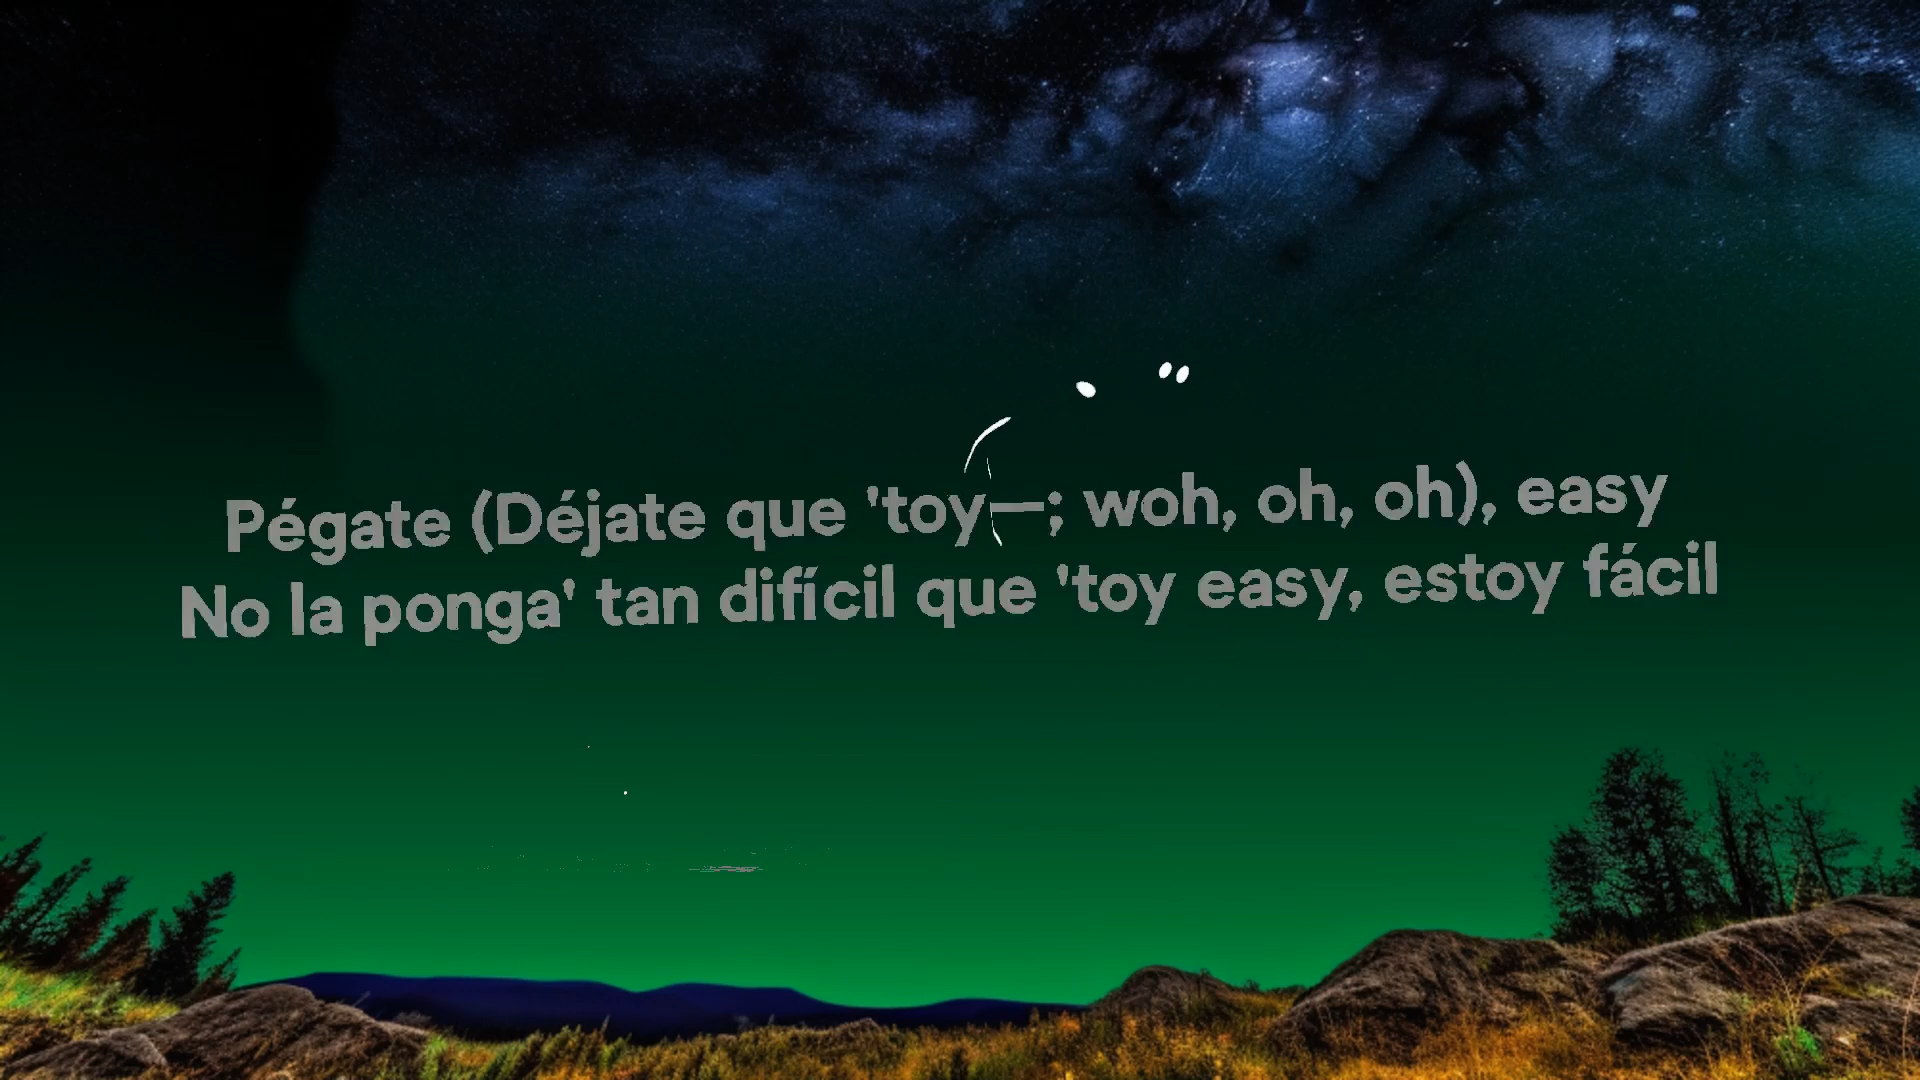 Pégate (Déjate que 'toy—; woh, oh, oh), easy
No la ponga' tan difícil que 'toy easy, estoy fácil